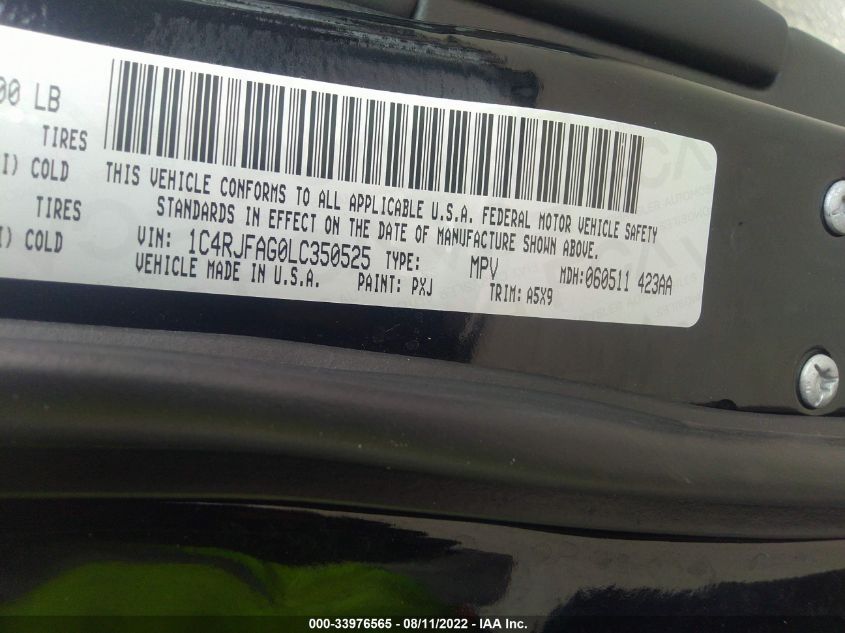 00 LB
TIRES
I) COLD
TIRES
I) COLD
THIS VEHICLE CONFORMS TO ALL APPLICABLE U.S.A. FEDERAL MOTOR VEHICLE SAFETY
STANDARDS IN EFFECT ON THE DATE OF MANUFACTURE SHOWN ABOVE.
VIN: 1C4RJFAG0LC350525 TYPE: MPV MDH: 060511 423AA
VEHICLE MADE IN U.S.A. PAINT: PXJ TRIM: A5X9
000-33976565 - 08/11/2022 - IAA Inc.